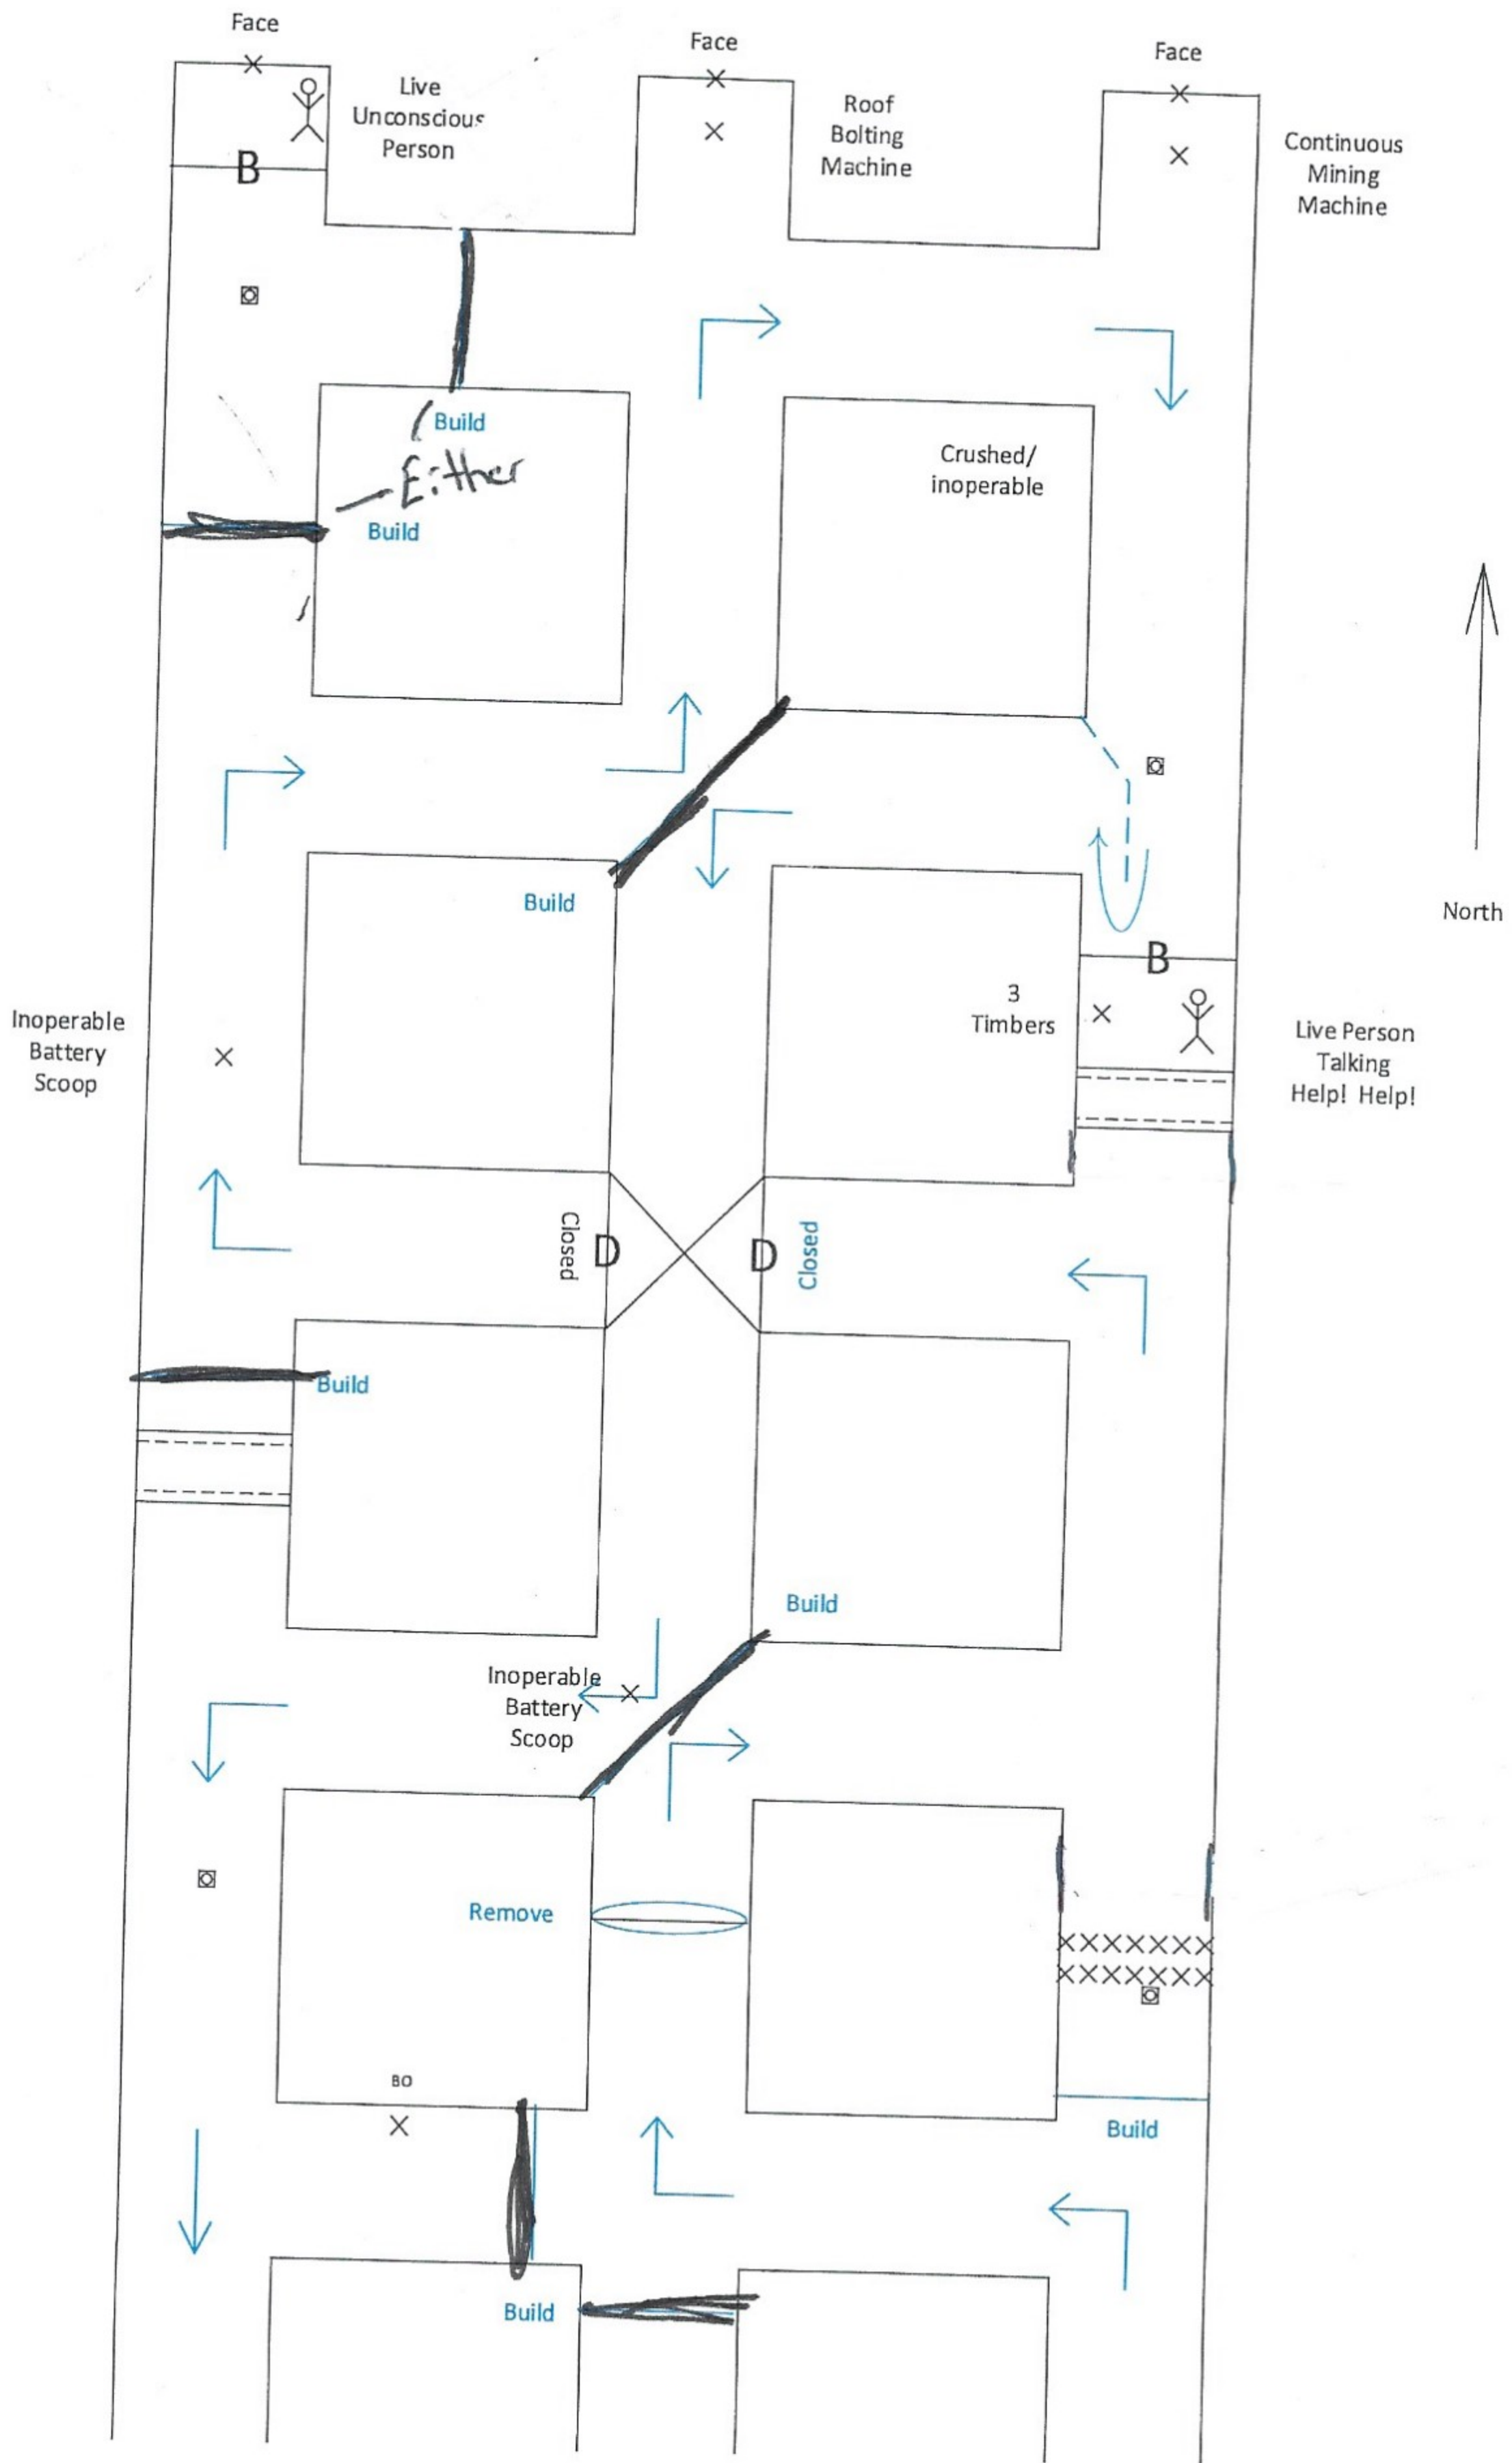 Face
Face
Face
Live
Unconscious
Person
Roof
Bolting
Machine
Continuous
Mining
Machine
B
Build
Either
Build
Crushed/
inoperable
Build
North
B
3
Timbers
Inoperable
Battery
Scoop
Live Person
Talking
Help! Help!
Closed
D
D
Closed
Build
Build
Inoperable
Battery
Scoop
Remove
BO
Build
Build